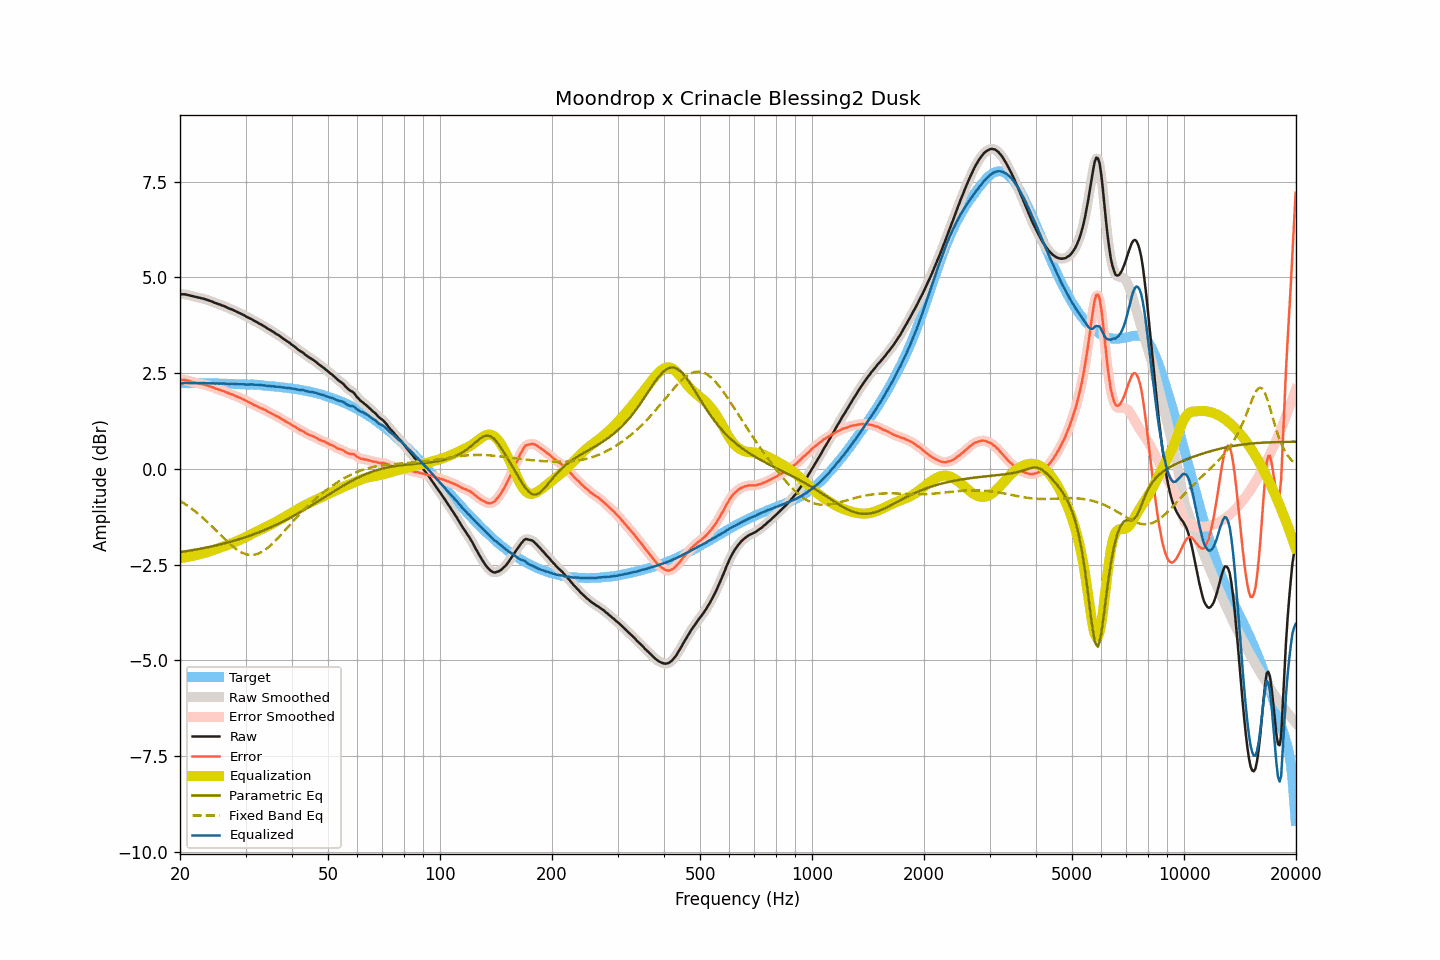 Moondrop x Crinacle Blessing2 Dusk
Amplitude (dBr)
7.5
5.0
2.5
0.0
−2.5
−5.0
−7.5
−10.0
Target
Raw Smoothed
Error Smoothed
Raw
Error
Equalization
Parametric Eq
Fixed Band Eq
Equalized
20 50 100 200 500 1000 2000 5000 10000 20000
Frequency (Hz)